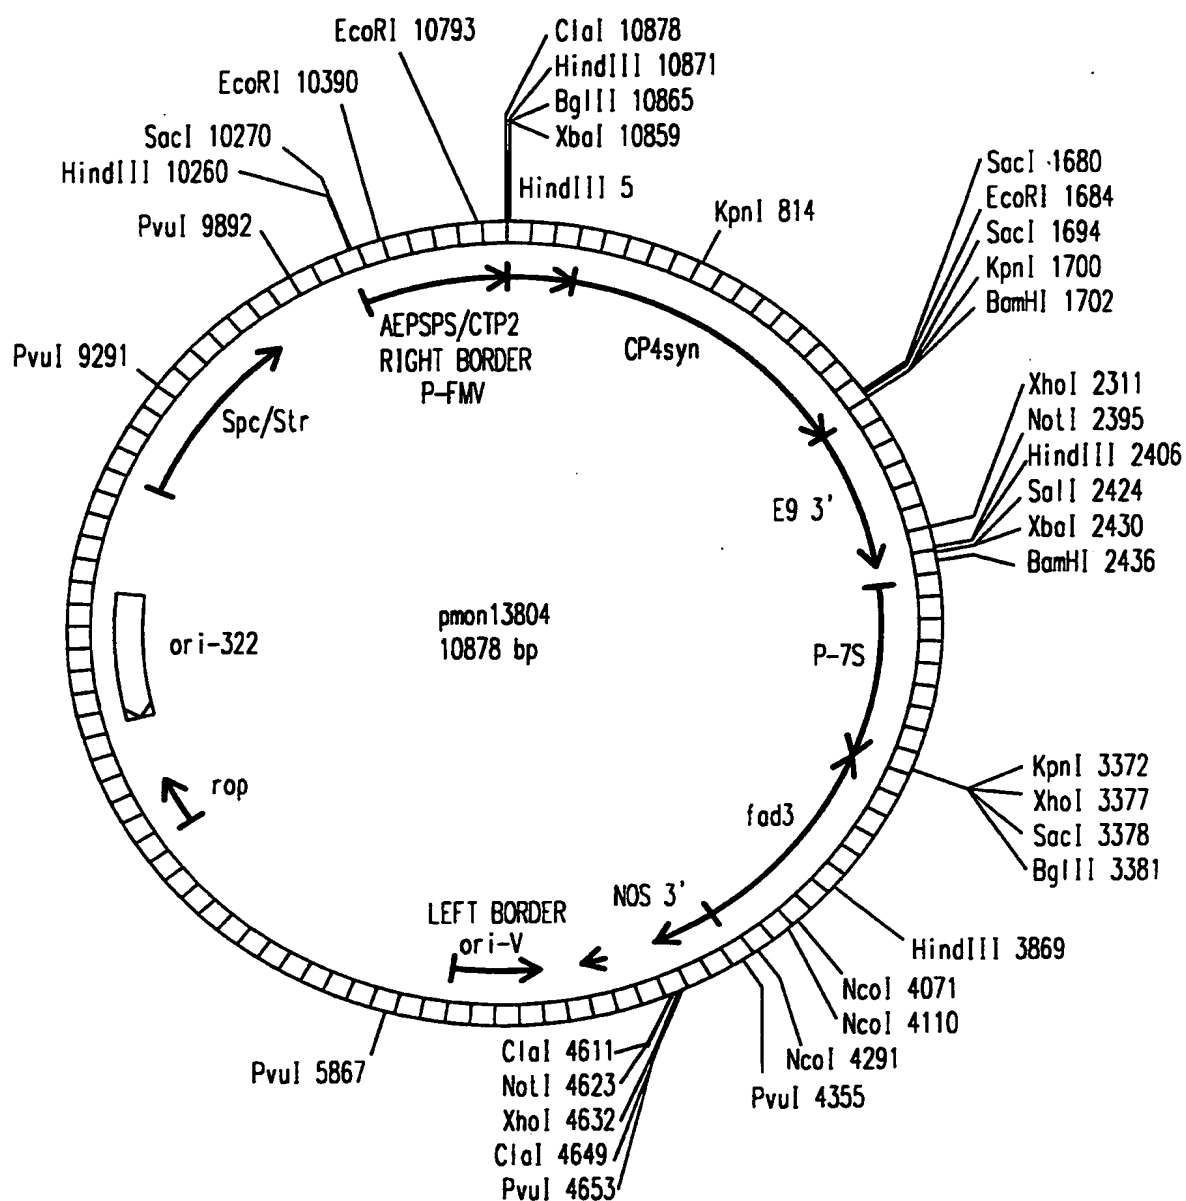 EcoRI 10793
ClaI 10878
HindIII 10871
BglII 10865
XbaI 10859
HindIII 5
EcoRI 10390
SacI 10270
HindIII 10260
PvuI 9892
PvuI 9291
KpnI 814
SacI 1680
EcoRI 1684
SacI 1694
KpnI 1700
BamHI 1702
XhoI 2311
NotI 2395
HindIII 2406
SalI 2424
XbaI 2430
BamHI 2436
AEPSPS/CTP2
RIGHT BORDER
P-FMV
CP4syn
Spc/Str
E9 3'
pmon13804
10878 bp
ori-322
P-7S
rop
fad3
NOS 3'
LEFT BORDER
ori-V
KpnI 3372
XhoI 3377
SacI 3378
BglII 3381
HindIII 3869
NcoI 4071
NcoI 4110
NcoI 4291
PvuI 4355
PvuI 5867
ClaI 4611
NotI 4623
XhoI 4632
ClaI 4649
PvuI 4653